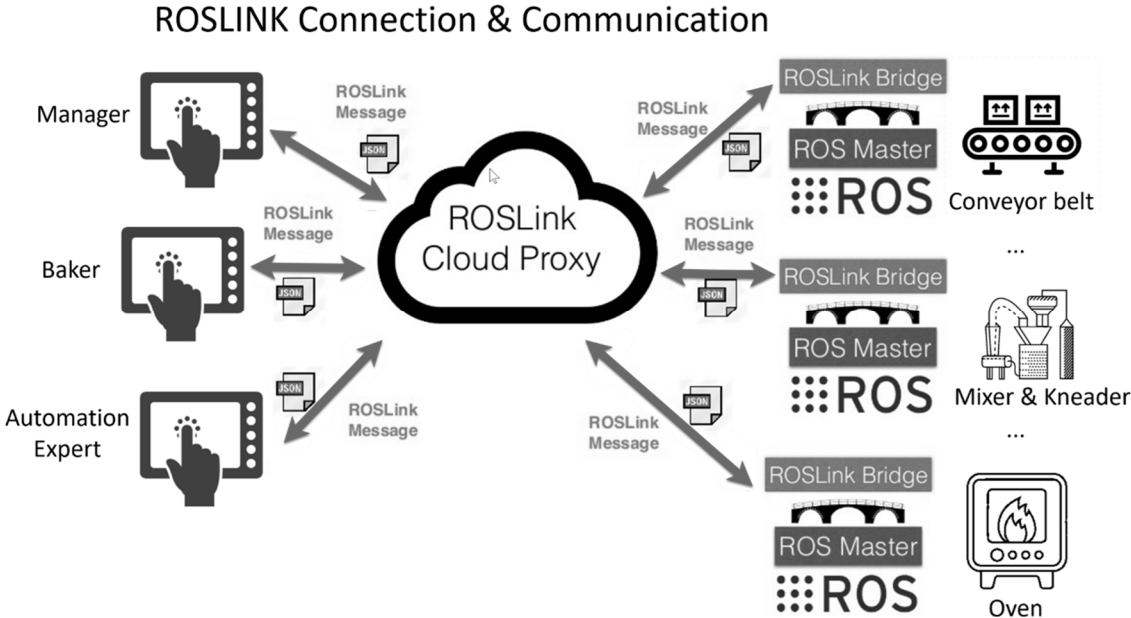 ROSLINK Connection & Communication
Manager
ROSLink
Message
JSON
Baker
ROSLink
Message
JSON
Automation
Expert
JSON
ROSLink
Message
ROSLink
Cloud Proxy
ROSLink
Message
JSON
ROSLink Bridge
ROS Master
ROS
Conveyor belt
...
ROSLink
Message
JSON
ROSLink Bridge
ROS Master
ROS
Mixer & Kneader
...
ROSLink
Message
JSON
ROSLink Bridge
ROS Master
ROS
Oven